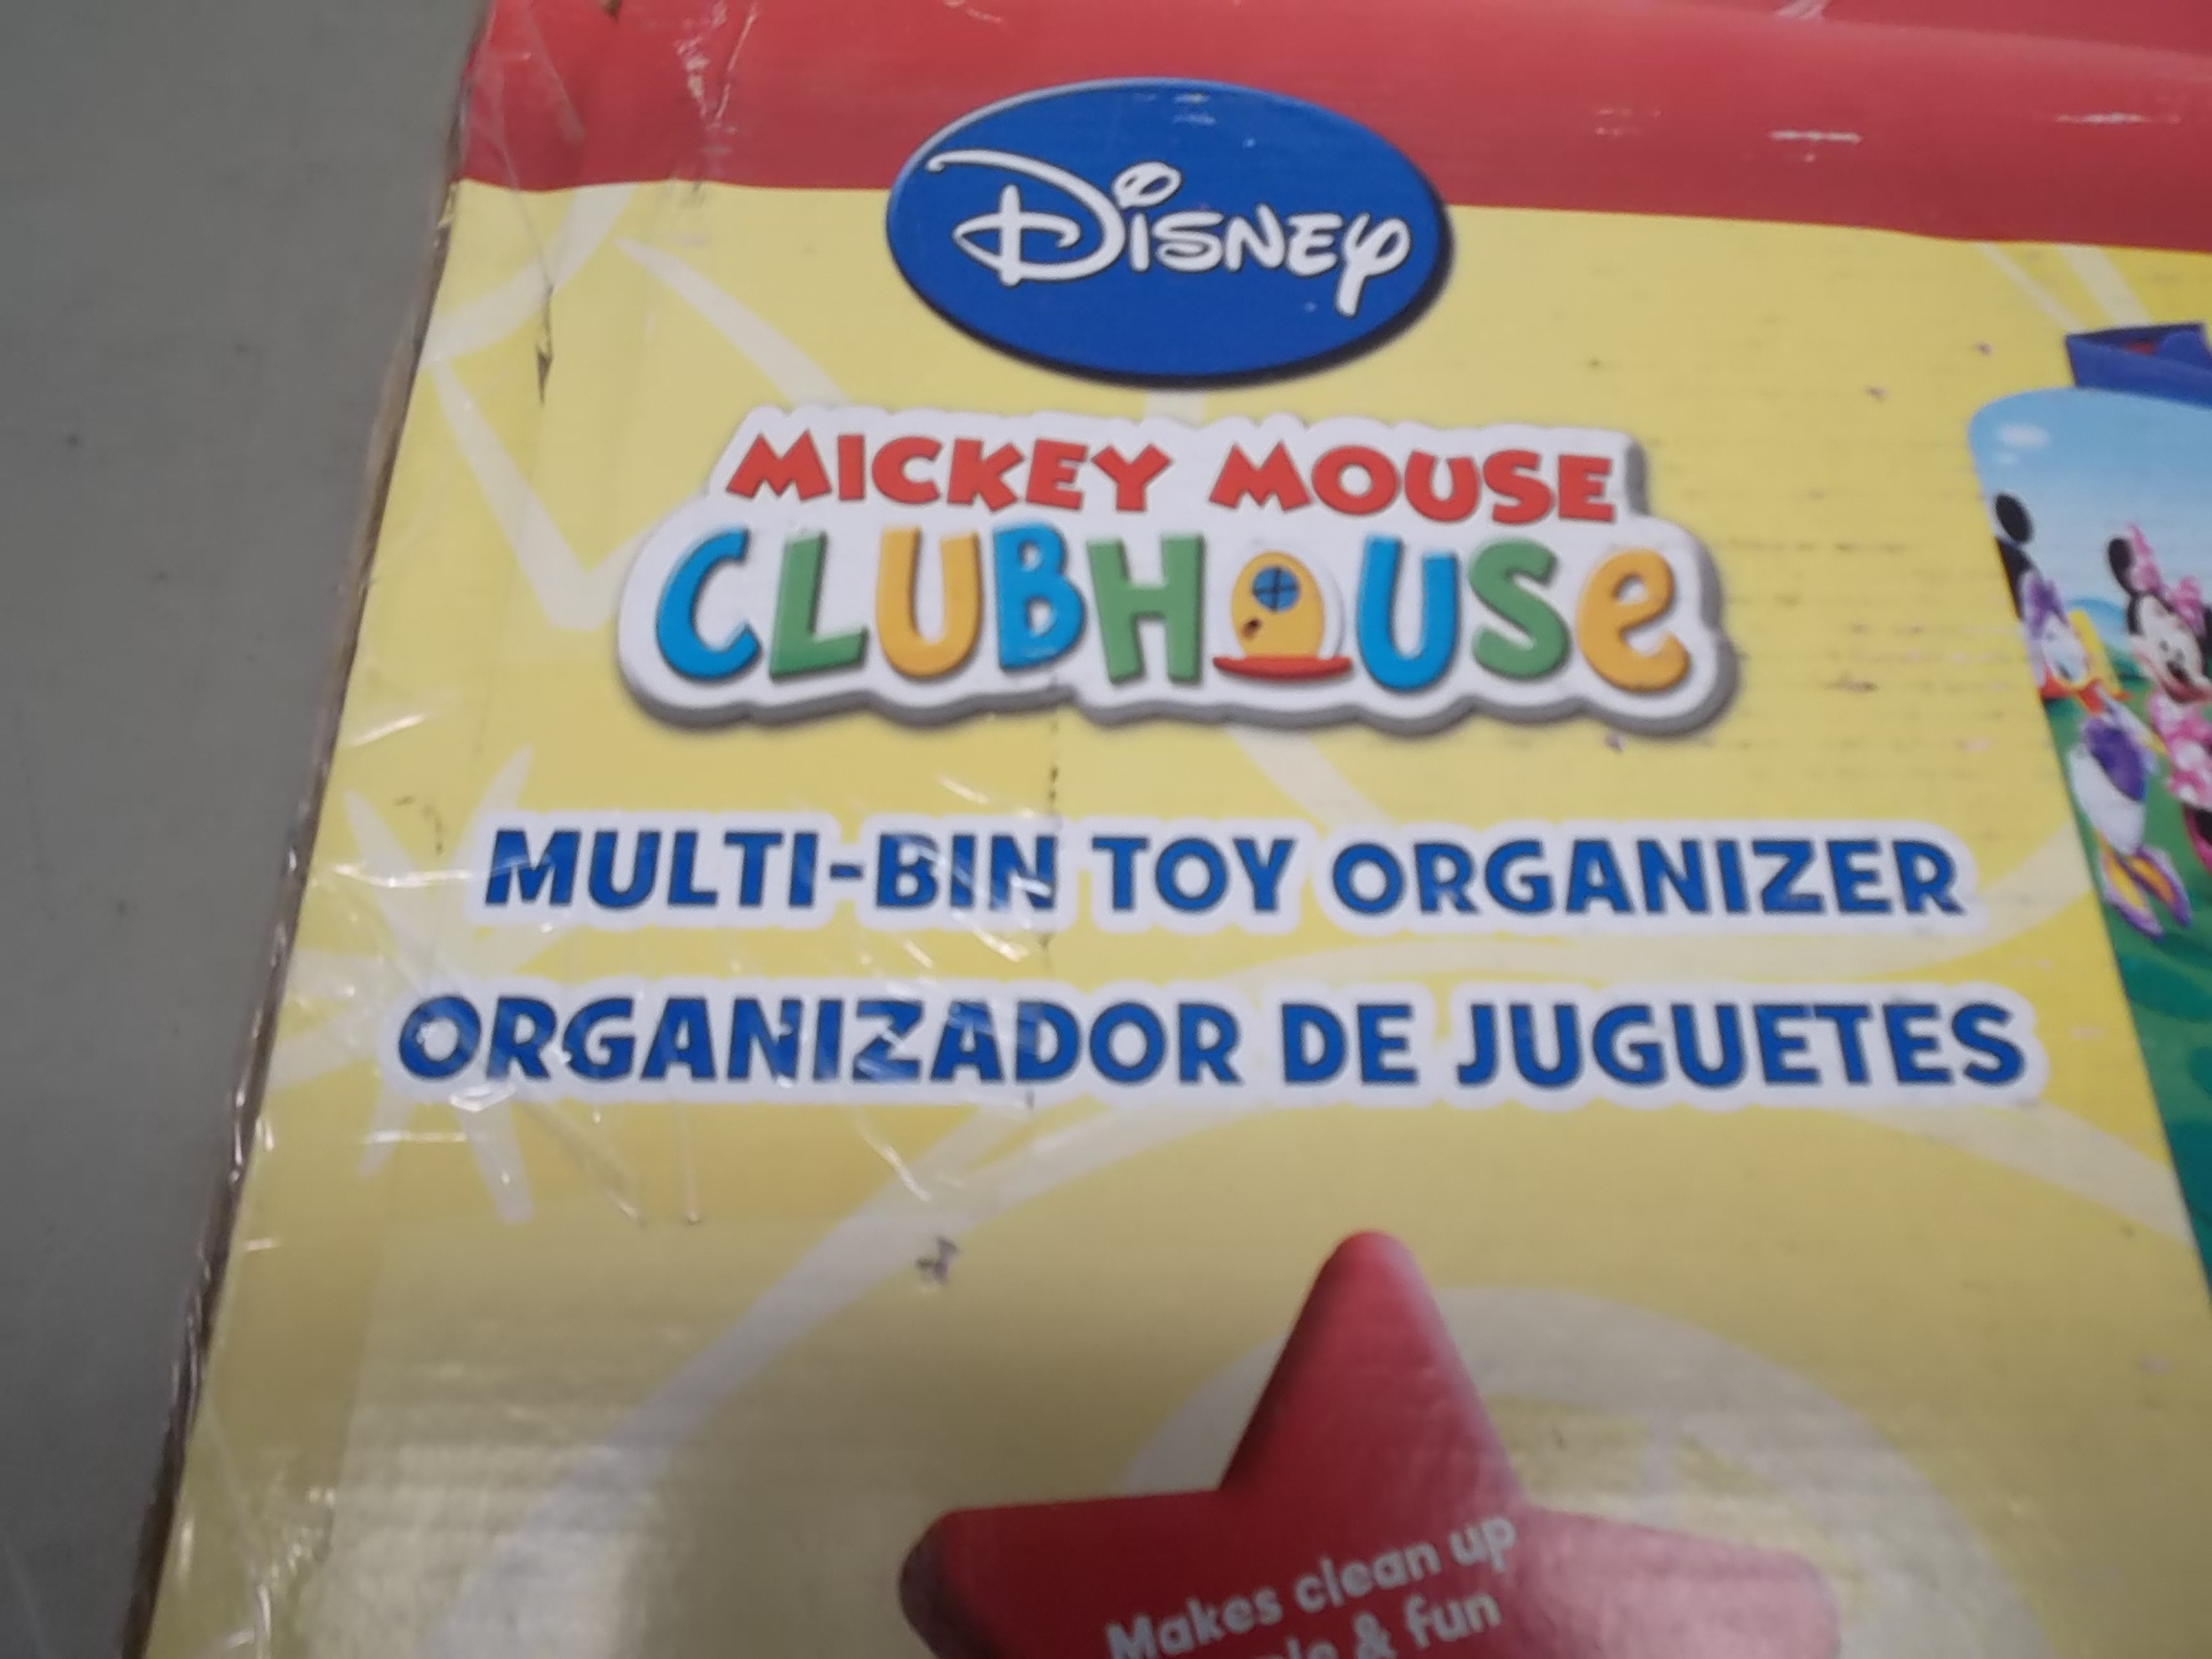 Disney
MICKEY MOUSE
CLUBHOUSe
MULTI-BIN TOY ORGANIZER
ORGANIZADOR DE JUGUETES
Makes clean up
& fun